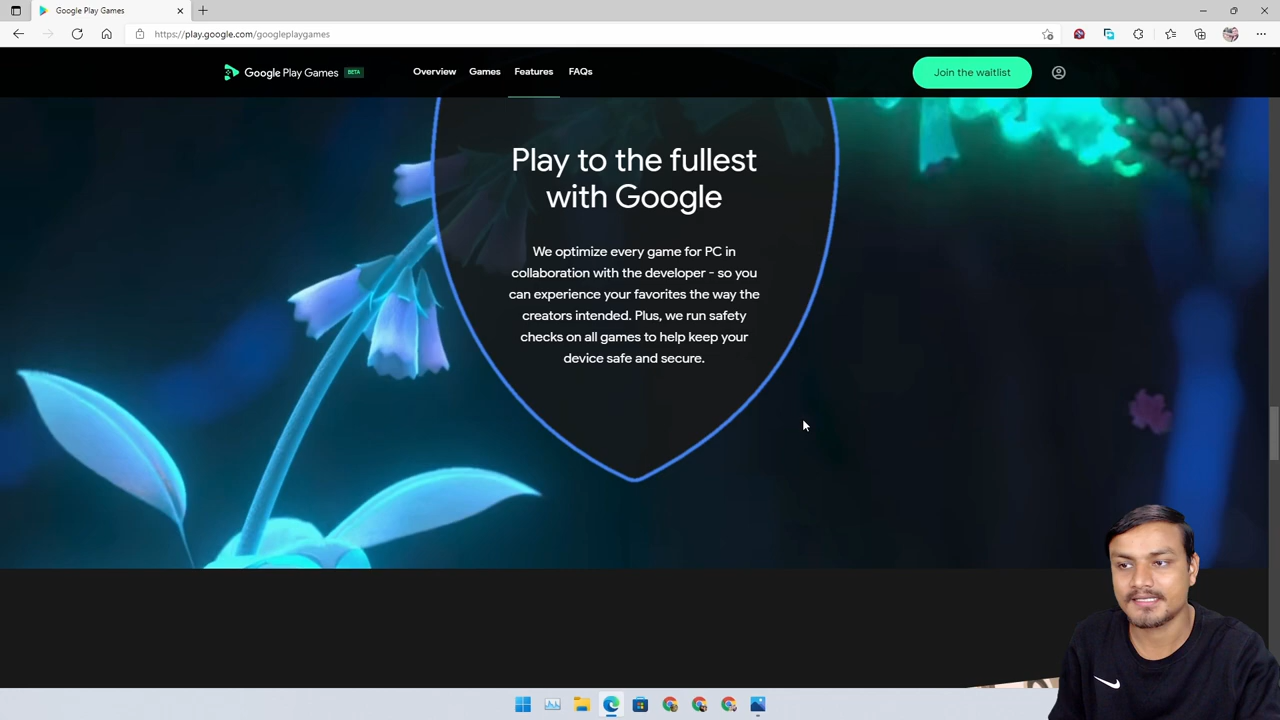 Google Play Games
https://play.google.com/googleplaygames
Google Play Games BETA
Overview
Games
Features
FAQs
Join the waitlist
Play to the fullest
with Google
We optimize every game for PC in
collaboration with the developer - so you
can experience your favorites the way the
creators intended. Plus, we run safety
checks on all games to help keep your
device safe and secure.